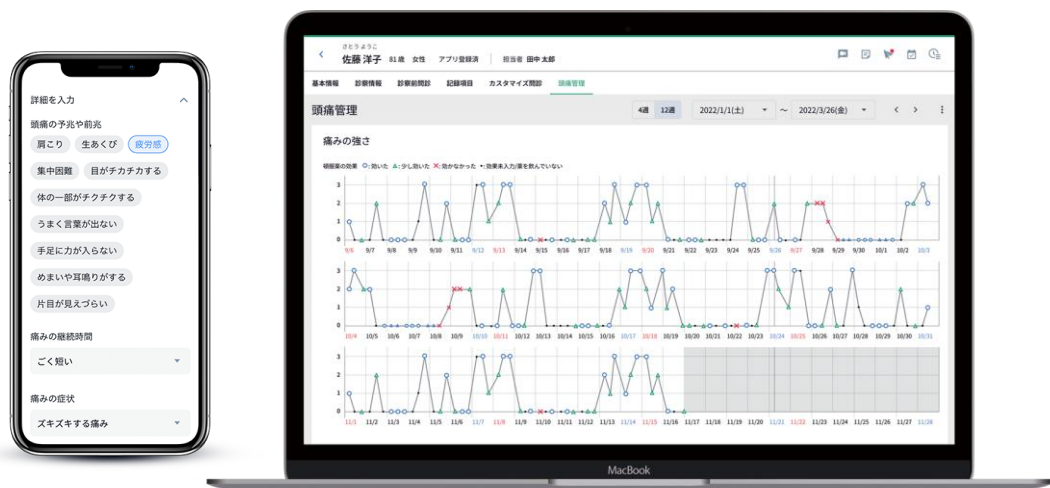 詳細を入力
頭痛の予兆や前兆
肩こり 生あくび 疲労感
集中困難 目がチカチカする
体の一部がチクチクする
うまく言葉が出ない
手足に力が入らない
めまいや耳鳴りがする
片目が見えづらい
痛みの継続時間
ごく短い
痛みの症状
ズキズキする痛み
さとう ようこ
佐藤 洋子 81歳 女性 アプリ登録済 担当者 田中 太郎
基本情報 診察情報 診察前問診 記録項目 カスタマイズ問診 頭痛管理
頭痛管理 4週 12週 2022/1/1(土) ~ 2022/3/26(金)
痛みの強さ
頓服薬の効果 ○:効いた △:少し効いた ×:効かなかった •:効果未入力/薬を飲んでいない
3
2
1
0
9/6 9/7 9/8 9/9 9/10 9/11 9/12 9/13 9/14 9/15 9/16 9/17 9/18 9/19 9/20 9/21 9/22 9/23 9/24 9/25 9/26 9/27 9/28 9/29 9/30 10/1 10/2 10/3
3
2
1
0
10/4 10/5 10/6 10/7 10/8 10/9 10/10 10/11 10/12 10/13 10/14 10/15 10/16 10/17 10/18 10/19 10/20 10/21 10/22 10/23 10/24 10/25 10/26 10/27 10/28 10/29 10/30 10/31
3
2
1
0
11/1 11/2 11/3 11/4 11/5 11/6 11/7 11/8 11/9 11/10 11/11 11/12 11/13 11/14 11/15 11/16 11/17 11/18 11/19 11/20 11/21 11/22 11/23 11/24 11/25 11/26 11/27 11/28
MacBook